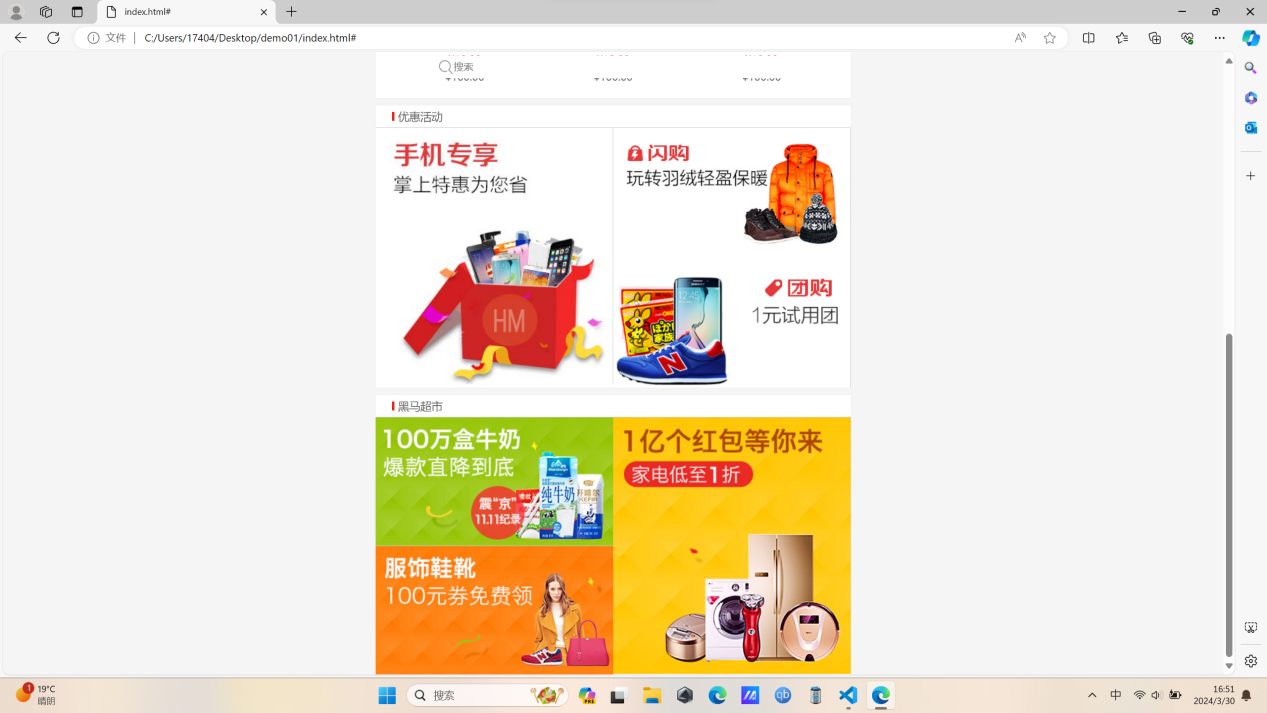 index.html#
文件
C:/Users/17404/Desktop/demo01/index.html#
搜索
¥100.00 ¥100.00 ¥100.00
优惠活动
手机专享
掌上特惠为您省
HM
闪购
玩转羽绒轻盈保暖
团购
1元试用团
12:45
N
黑马超市
100万盒牛奶
爆款直降到底
震“京”
11.11纪录
纯牛奶
服饰鞋靴
100元券免费领
1亿个红包等你来
家电低至1折
1
19°C
晴朗
搜索
PRE
qb
中
16:51
2024/3/30